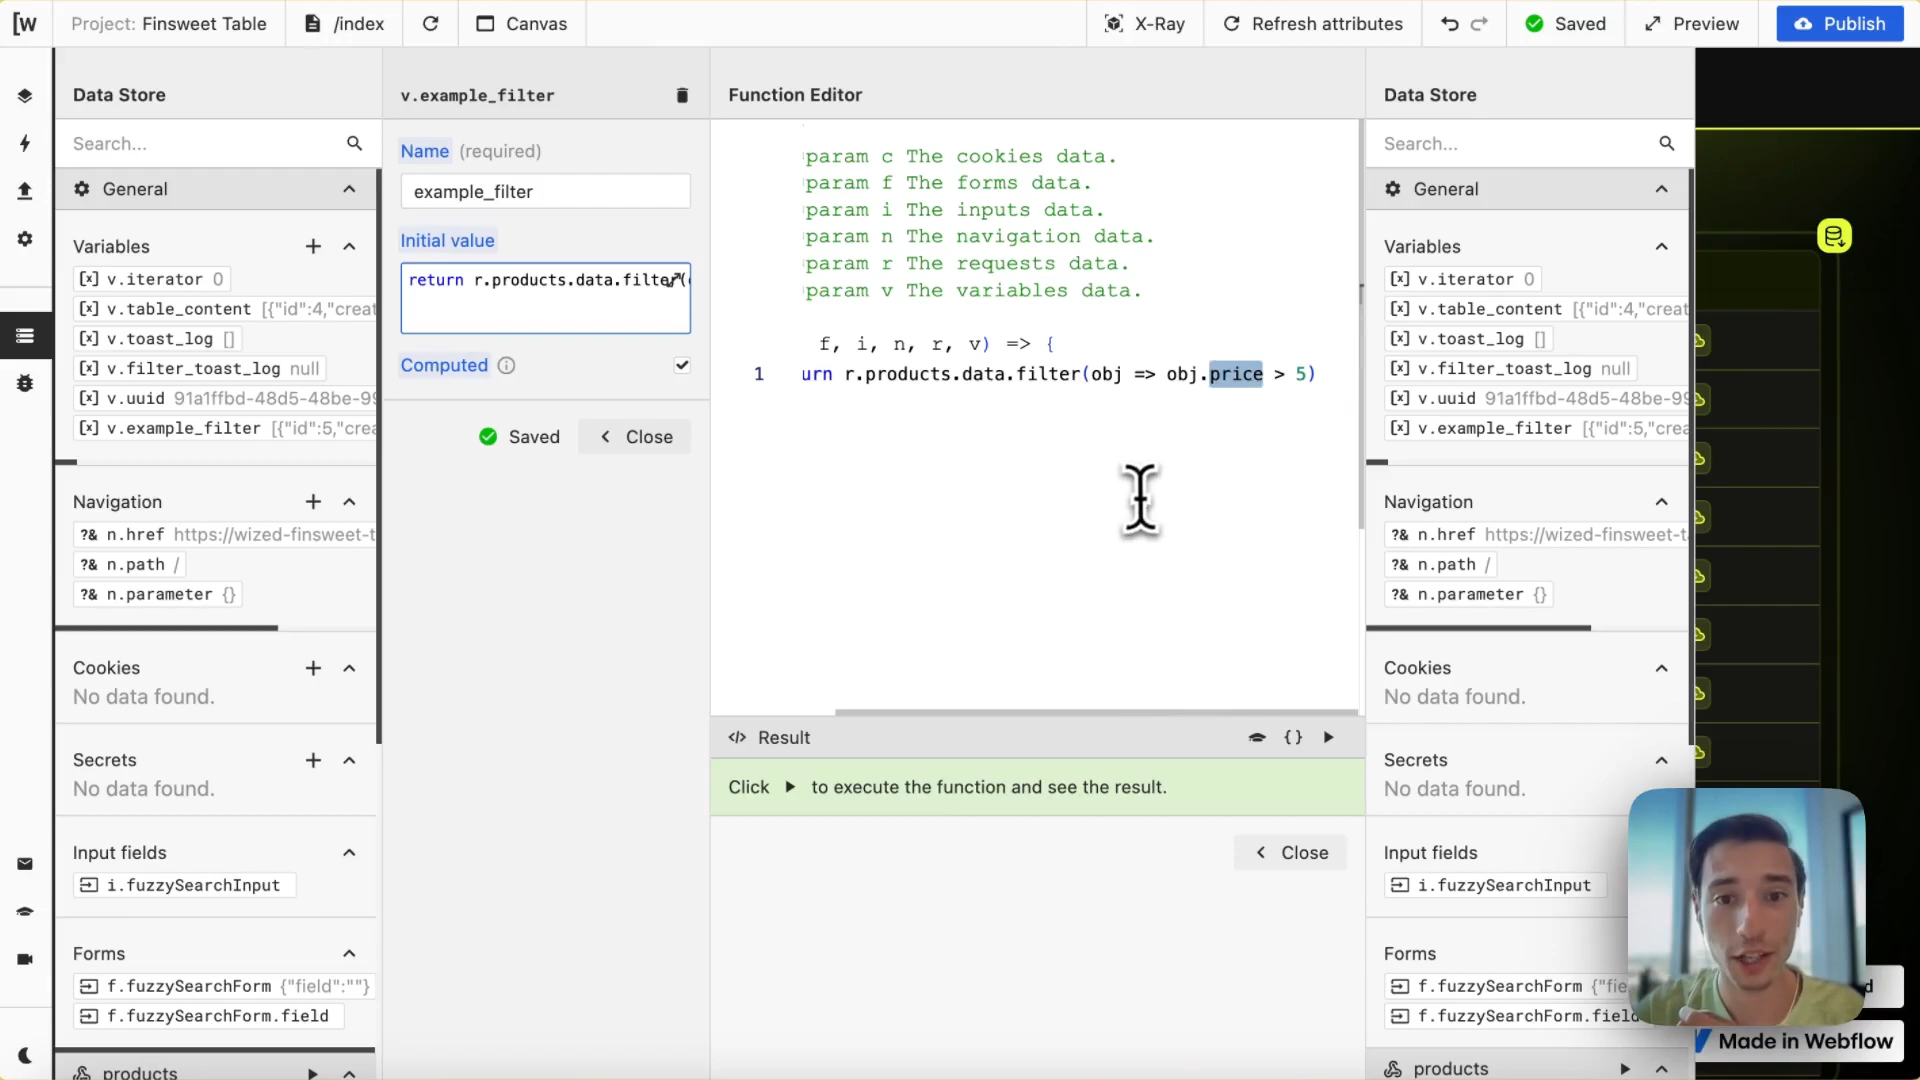 [W
Project: Finsweet Table
/index
Canvas
X-Ray
Refresh attributes
Saved
Preview
Publish
Data Store
Search...
General
Variables
[x] v.iterator 0
[x] v.table_content [{"id":4,"creat
[x] v.toast_log []
[x] v.filter_toast_log null
[x] v.uuid 91a1ffbd-48d5-48be-99
[x] v.example_filter [{"id":5,"crea
Navigation
?& n.href https://wized-finsweet-t
?& n.path /
?& n.parameter {}
Cookies
No data found.
Secrets
No data found.
Input fields
i.fuzzySearchInput
Forms
f.fuzzySearchForm {"field":""}
f.fuzzySearchForm.field
products
v.example_filter
Name (required)
example_filter
Initial value
return r.products.data.filter(
Computed
Saved
Close
Function Editor
param c The cookies data.
param f The forms data.
param i The inputs data.
param n The navigation data.
param r The requests data.
param v The variables data.
f, i, n, r, v) => {
1 urn r.products.data.filter(obj => obj.price > 5)
</> Result
{}
Click ▶ to execute the function and see the result.
Close
Data Store
Search...
General
Variables
[x] v.iterator 0
[x] v.table_content [{"id":4,"creat
[x] v.toast_log []
[x] v.filter_toast_log null
[x] v.uuid 91a1ffbd-48d5-48be-99
[x] v.example_filter [{"id":5,"crea
Navigation
?& n.href https://wized-finsweet-t
?& n.path /
?& n.parameter {}
Cookies
No data found.
Secrets
No data found.
Input fields
i.fuzzySearchInput
Forms
f.fuzzySearchForm {"fie
f.fuzzySearchForm.field
products
d
Made in Webflow